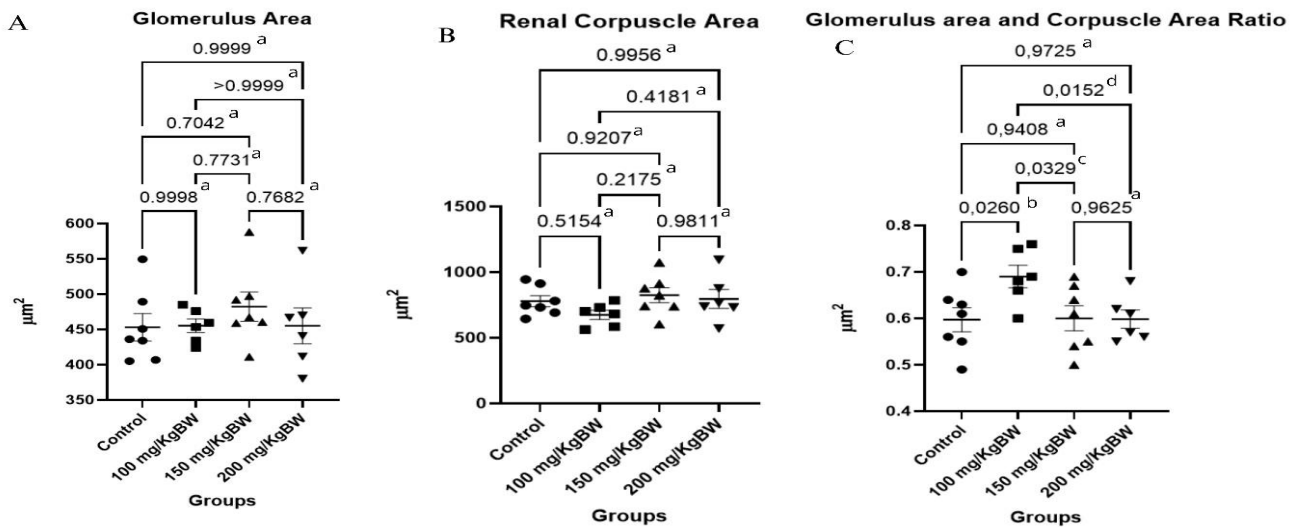 A
Glomerulus Area
0.9999 a
>0.9999 a
0.7042 a
0.7731 a
0.9998 a
0.7682 a
600
550
500
450
400
350
μm²
Control
100 mg/KgBW
150 mg/KgBW
200 mg/KgBW
Groups
B
Renal Corpuscle Area
0.9956 a
0.4181 a
0.9207 a
0.2175 a
0.5154 a
0.9811 a
1500
1000
500
0
μm²
Control
100 mg/KgBW
150 mg/KgBW
200 mg/KgBW
Groups
C
Glomerulus area and Corpuscle Area Ratio
0,9725 a
0,0152 d
0,9408 a
0,0329 c
0,0260 b
0,9625 a
0.8
0.7
0.6
0.5
0.4
μm²
Control
100 mg/KgBW
150 mg/KgBW
200 mg/KgBW
Groups